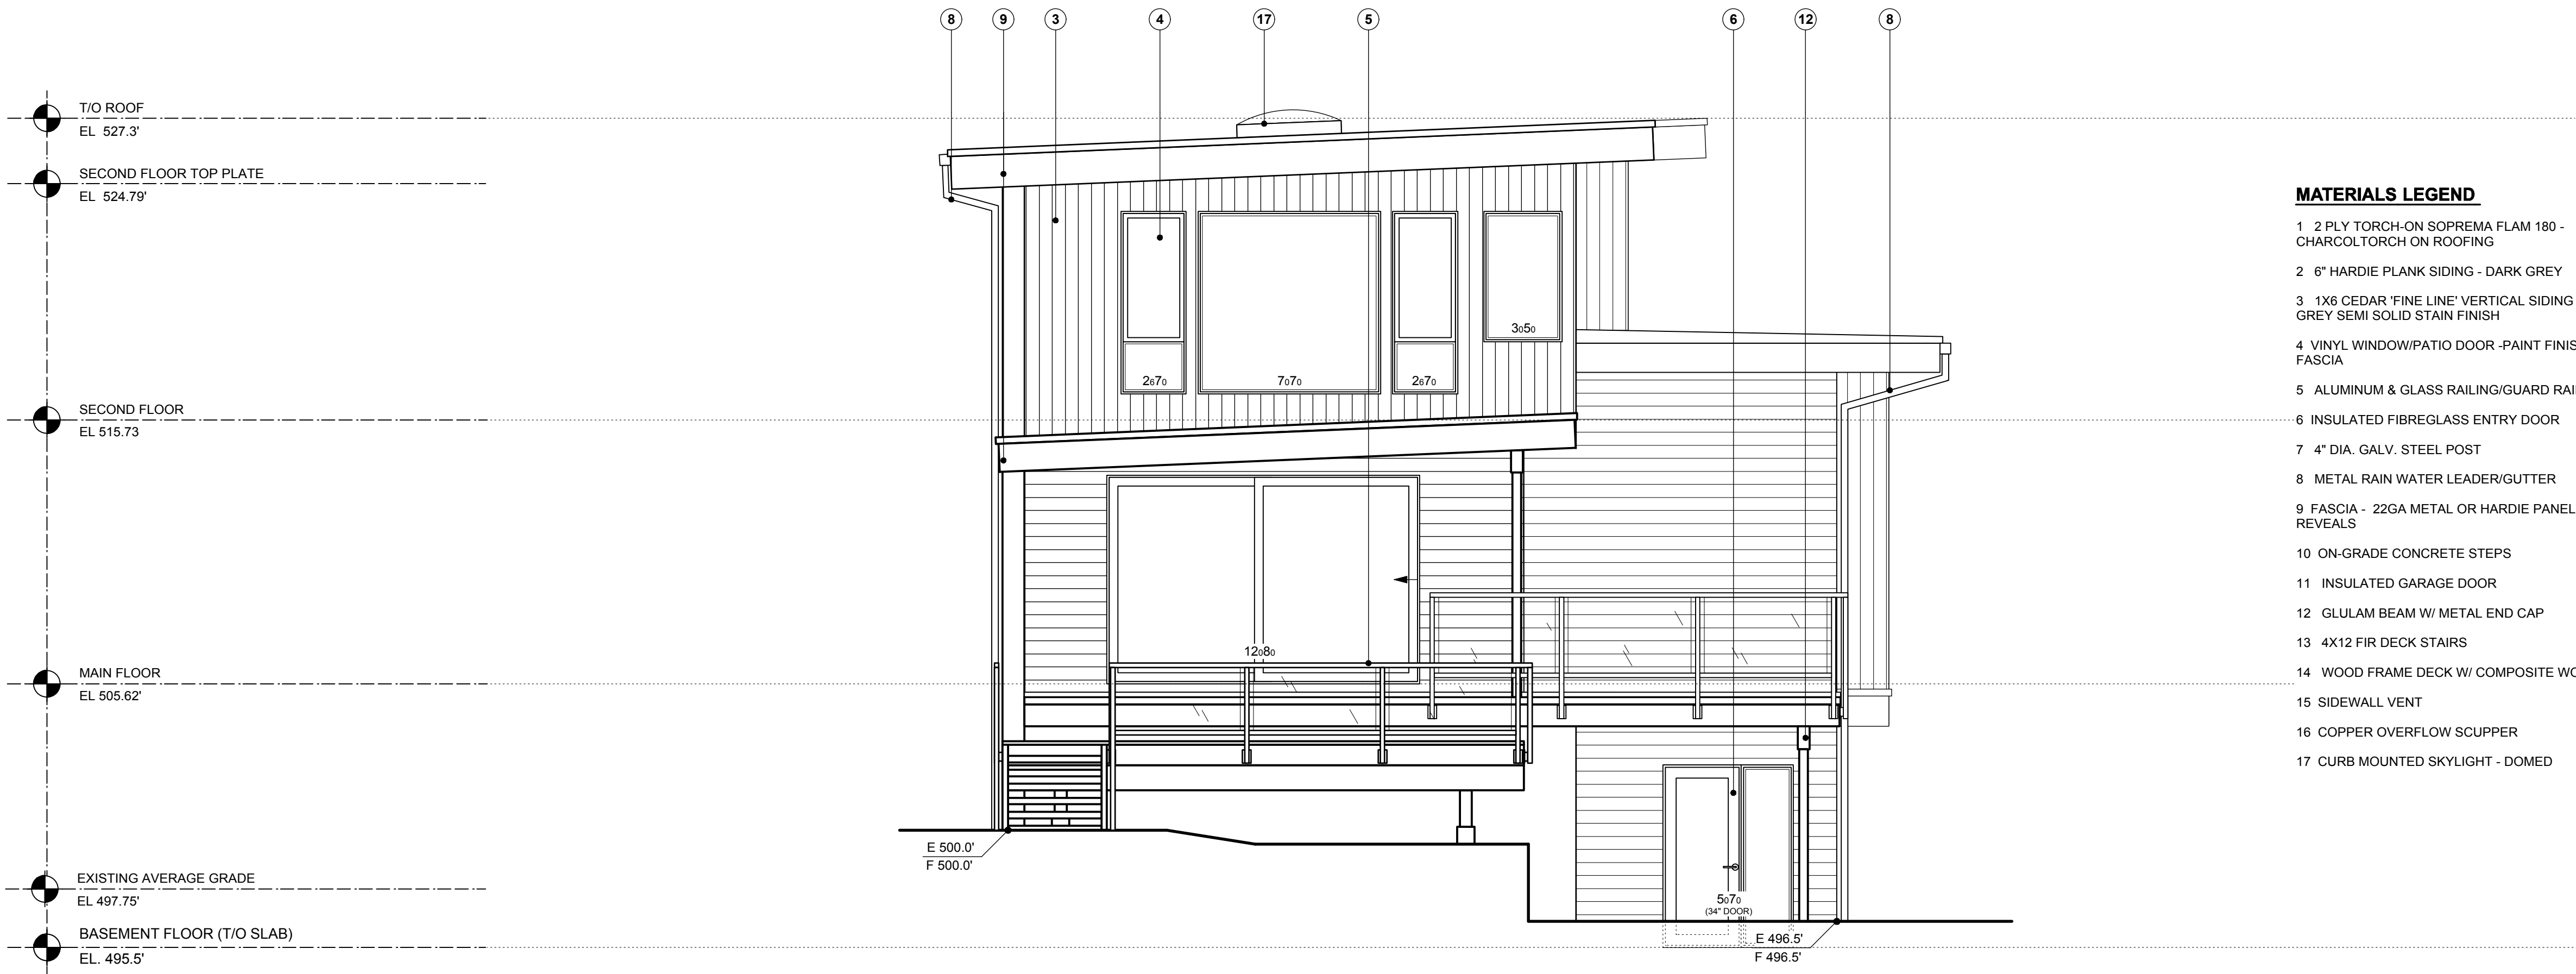 8 9 3 4 17 5 6 12 8
T/O ROOF
EL 527.3'
SECOND FLOOR TOP PLATE
EL 524.79'
SECOND FLOOR
EL 515.73
MAIN FLOOR
EL 505.62'
EXISTING AVERAGE GRADE
EL 497.75'
BASEMENT FLOOR (T/O SLAB)
EL. 495.5'
3050
2670 7070 2670
12080
5070
(34" DOOR)
E 500.0'
F 500.0'
E 496.5'
F 496.5'
MATERIALS LEGEND
1 2 PLY TORCH-ON SOPREMA FLAM 180 -
CHARCOLTORCH ON ROOFING
2 6" HARDIE PLANK SIDING - DARK GREY
3 1X6 CEDAR 'FINE LINE' VERTICAL SIDING
GREY SEMI SOLID STAIN FINISH
4 VINYL WINDOW/PATIO DOOR -PAINT FINIS
FASCIA
5 ALUMINUM & GLASS RAILING/GUARD RAI
6 INSULATED FIBREGLASS ENTRY DOOR
7 4" DIA. GALV. STEEL POST
8 METAL RAIN WATER LEADER/GUTTER
9 FASCIA - 22GA METAL OR HARDIE PANEL
REVEALS
10 ON-GRADE CONCRETE STEPS
11 INSULATED GARAGE DOOR
12 GLULAM BEAM W/ METAL END CAP
13 4X12 FIR DECK STAIRS
14 WOOD FRAME DECK W/ COMPOSITE WO
15 SIDEWALL VENT
16 COPPER OVERFLOW SCUPPER
17 CURB MOUNTED SKYLIGHT - DOMED